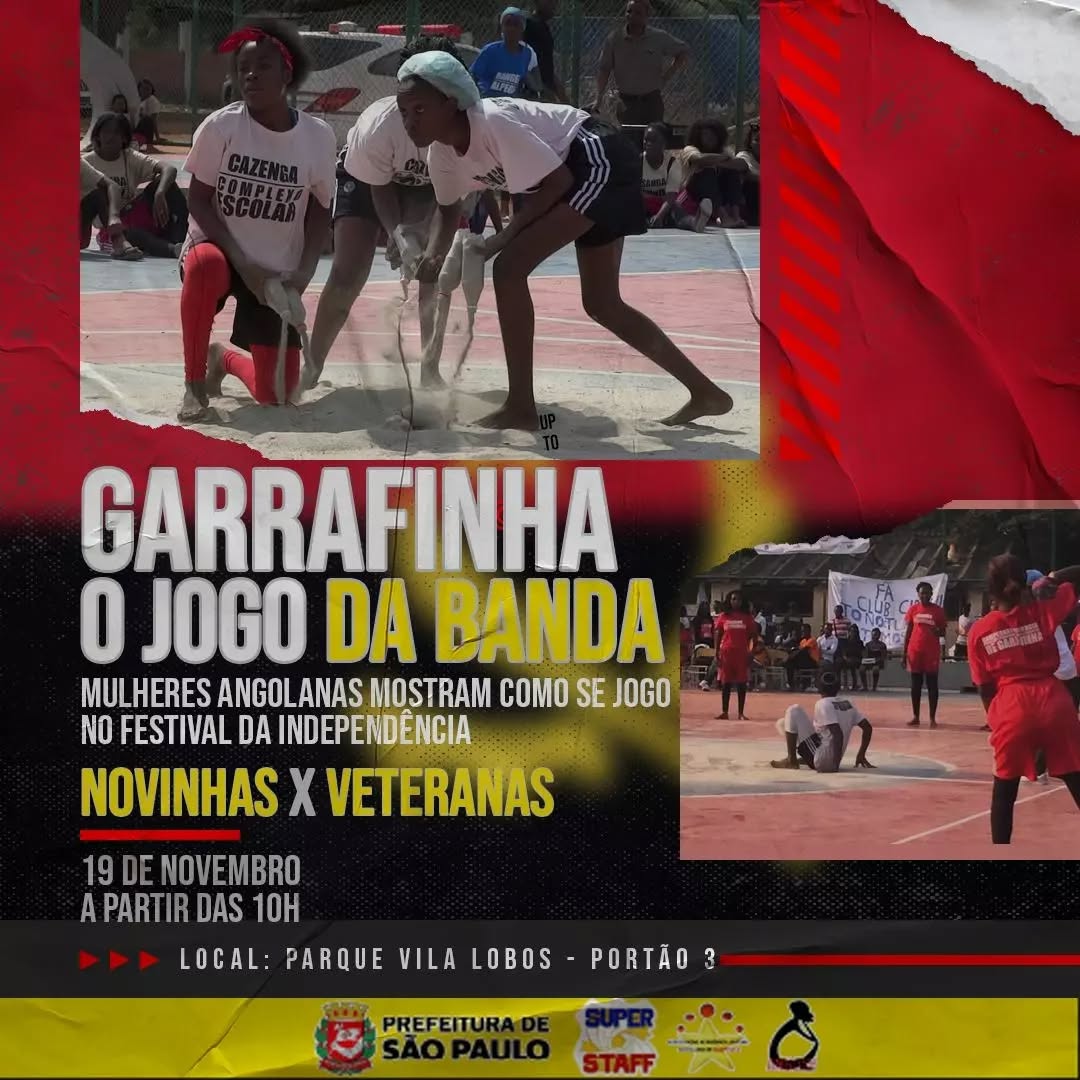 CAZENGA
COMPLEXO
ESCOLAR
UP
TO
GARRAFINHA
O JOGO DA BANDA
MULHERES ANGOLANAS MOSTRAM COMO SE JOGO
NO FESTIVAL DA INDEPENDÊNCIA
NOVINHAS X VETERANAS
19 DE NOVEMBRO
A PARTIR DAS 10H
LOCAL: PARQUE VILA LOBOS - PORTÃO 3
PREFEITURA DE
SÃO PAULO
SUPER
STAFF